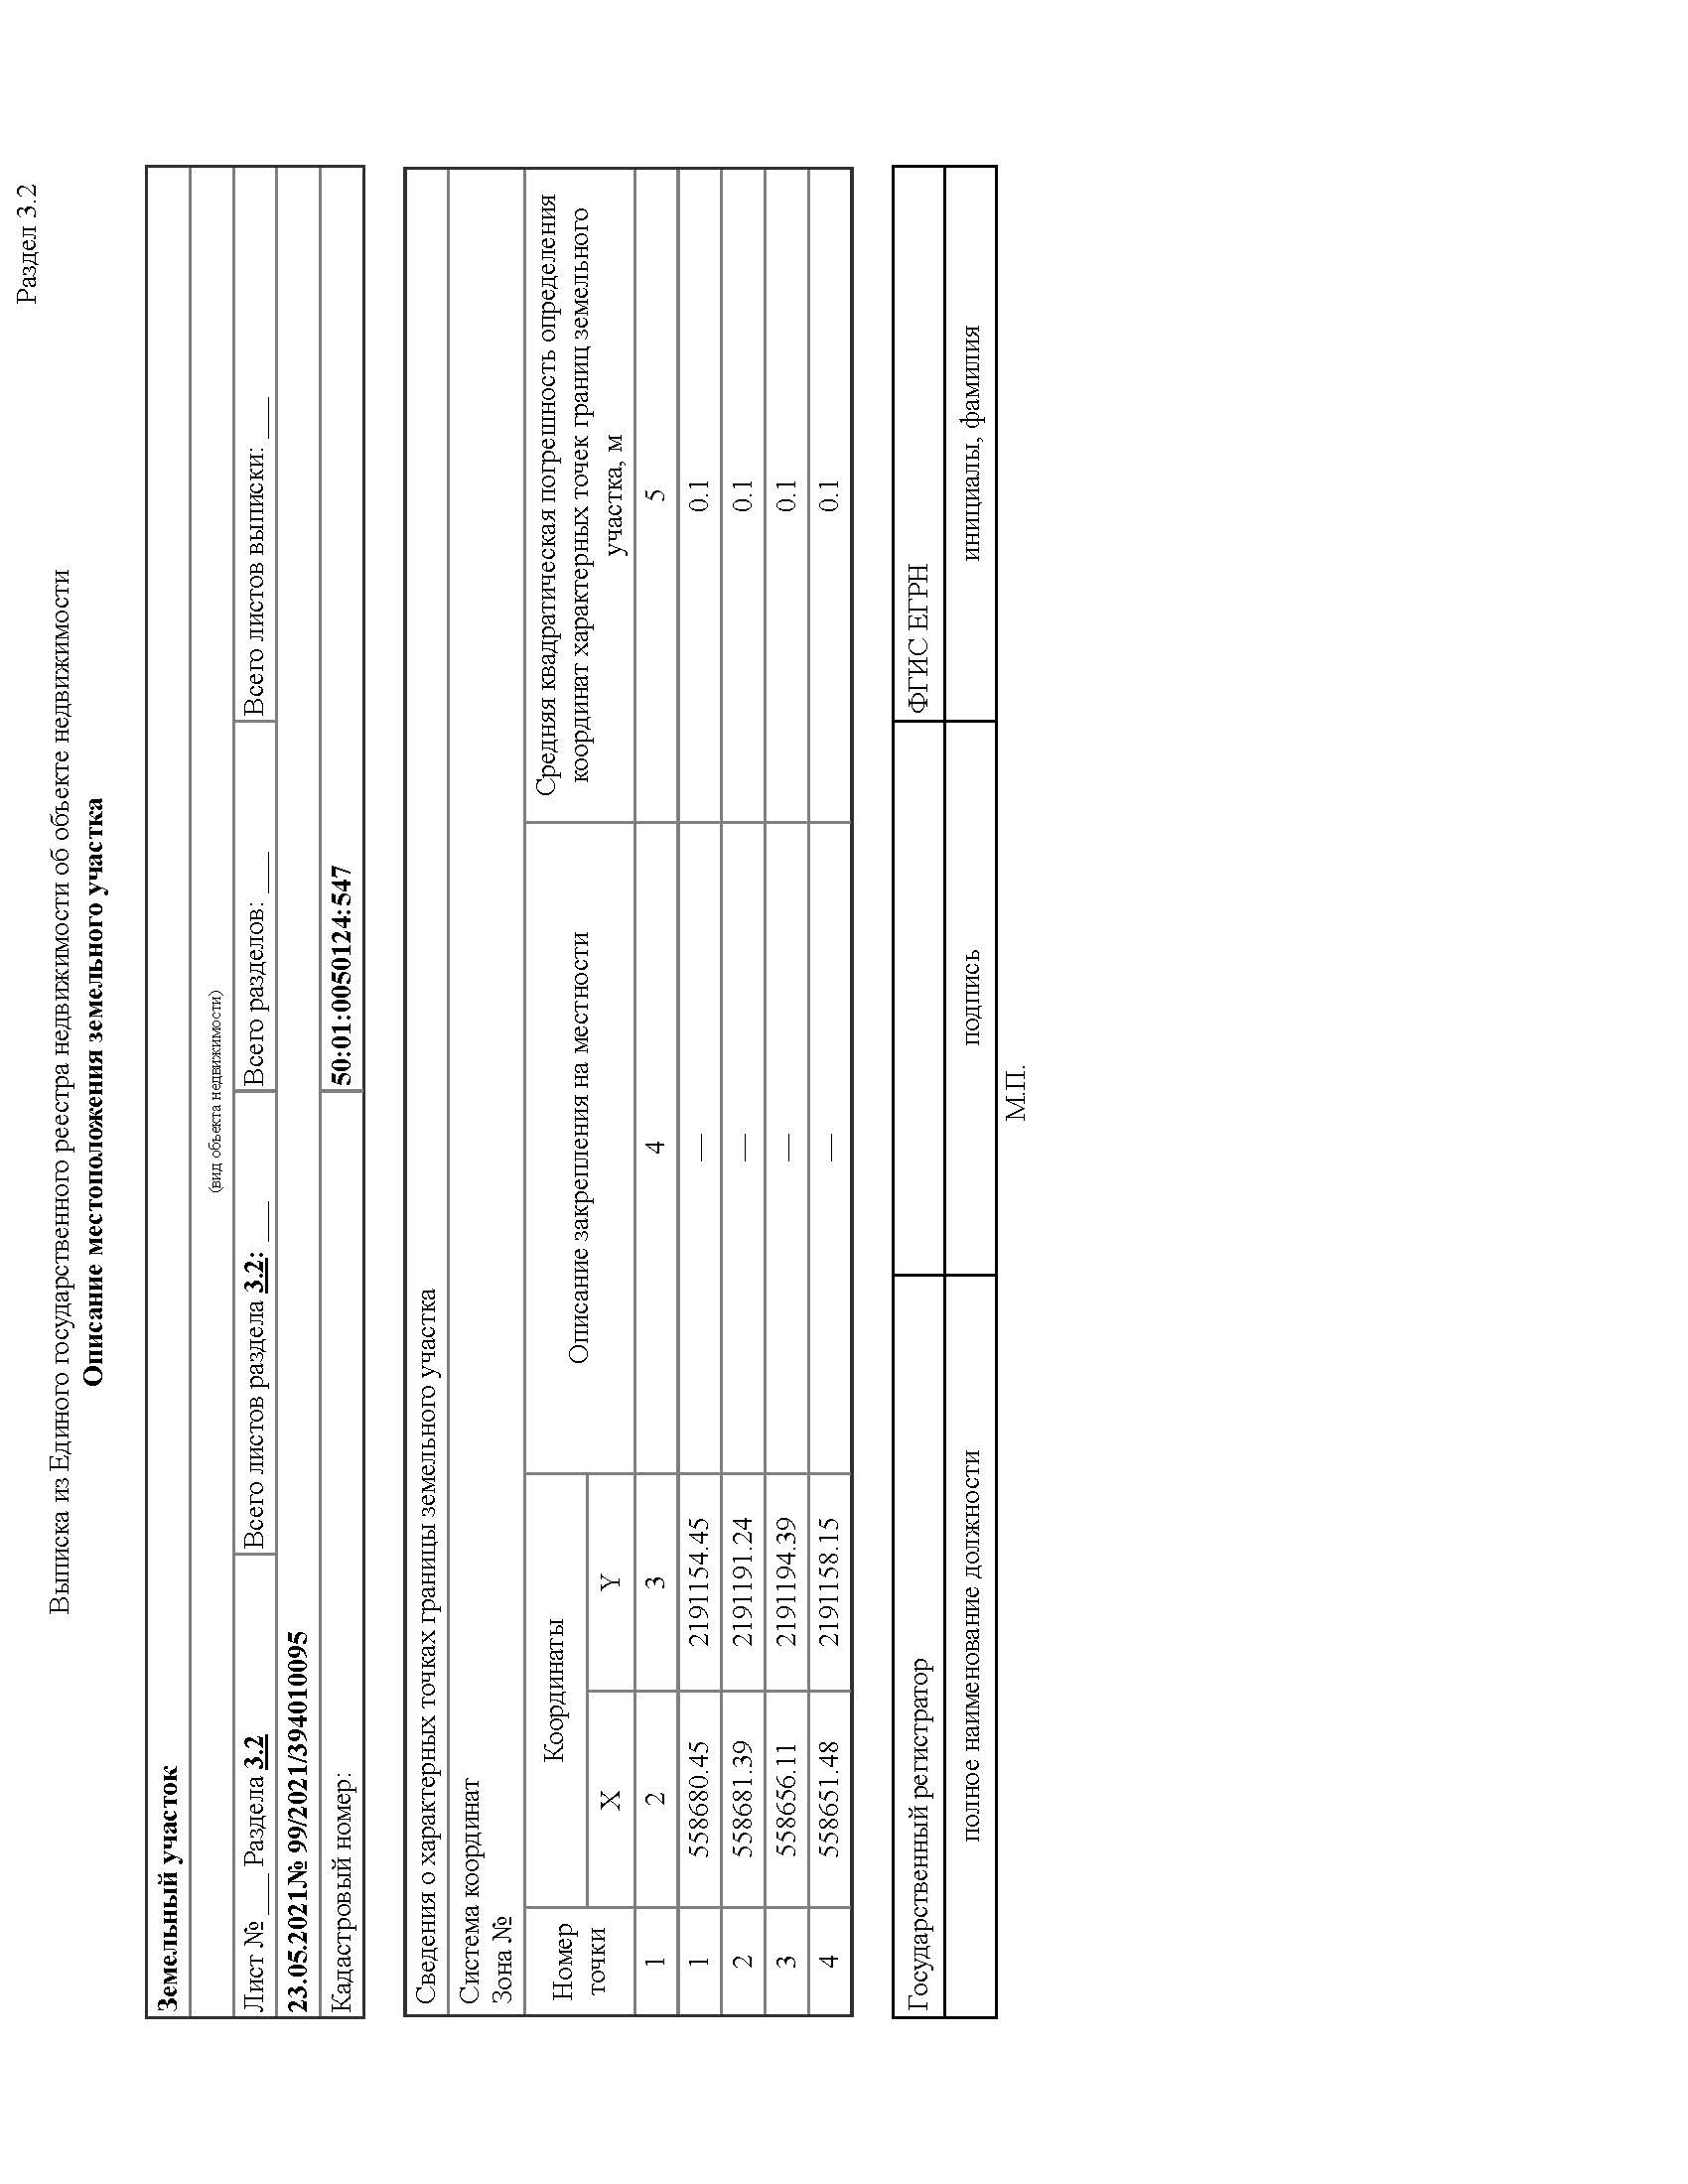 Раздел 3.2
Выписка из Единого государственного реестра недвижимости об объекте недвижимости
Описание местоположения земельного участка
Земельный участок
(вид объекта недвижимости)
Лист № ___ Раздела 3.2 Всего листов раздела 3.2: ___ Всего разделов: ___ Всего листов выписки: ___
23.05.2021№ 99/2021/394010095
Кадастровый номер: 50:01:0050124:547
Сведения о характерных точках границы земельного участка
Система координат
Зона №
Номер точки Координаты Описание закрепления на местности Средняя квадратическая погрешность определения
координат характерных точек границ земельного
участка, м
X Y
1 2 3 4 5
1 558680.45 2191154.45 — 0.1
2 558681.39 2191191.24 — 0.1
3 558656.11 2191194.39 — 0.1
4 558651.48 2191158.15 — 0.1
Государственный регистратор ФГИС ЕГРН
полное наименование должности подпись инициалы, фамилия
М.П.